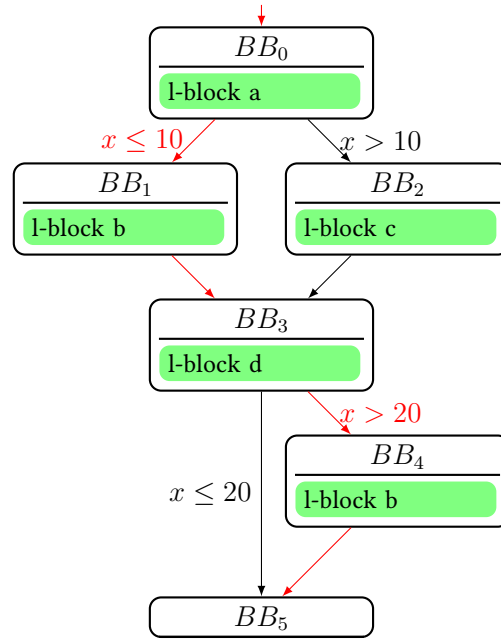 BB₀
l-block a
x ≤ 10
x > 10
BB₁
l-block b
BB₂
l-block c
BB₃
l-block d
x > 20
x ≤ 20
BB₄
l-block b
BB₅